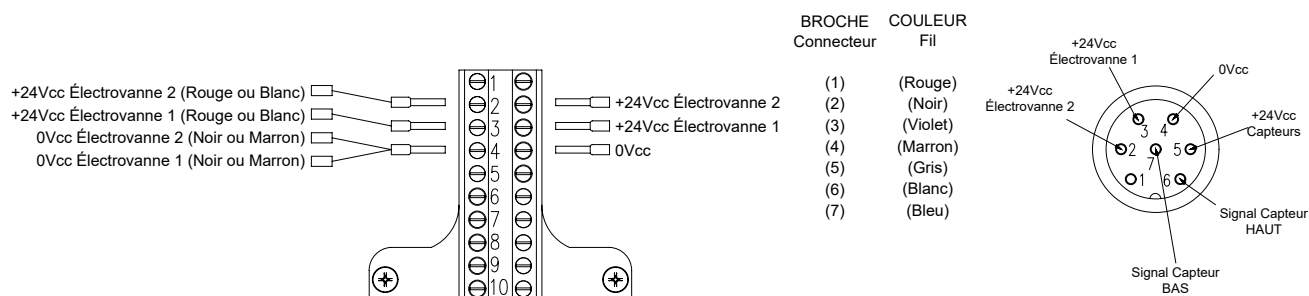 +24Vcc Électrovanne 2 (Rouge ou Blanc)
+24Vcc Électrovanne 1 (Rouge ou Blanc)
0Vcc Électrovanne 2 (Noir ou Marron)
0Vcc Électrovanne 1 (Noir ou Marron)
1
2
3
4
5
6
7
8
9
10
+24Vcc Électrovanne 2
+24Vcc Électrovanne 1
0Vcc
BROCHE COULEUR
Connecteur Fil
(1) (Rouge)
(2) (Noir)
(3) (Violet)
(4) (Marron)
(5) (Gris)
(6) (Blanc)
(7) (Bleu)
+24Vcc
Électrovanne 1
0Vcc
+24Vcc
Électrovanne 2
+24Vcc
Capteurs
3 4
2 5
7
1 6
Signal Capteur
HAUT
Signal Capteur
BAS